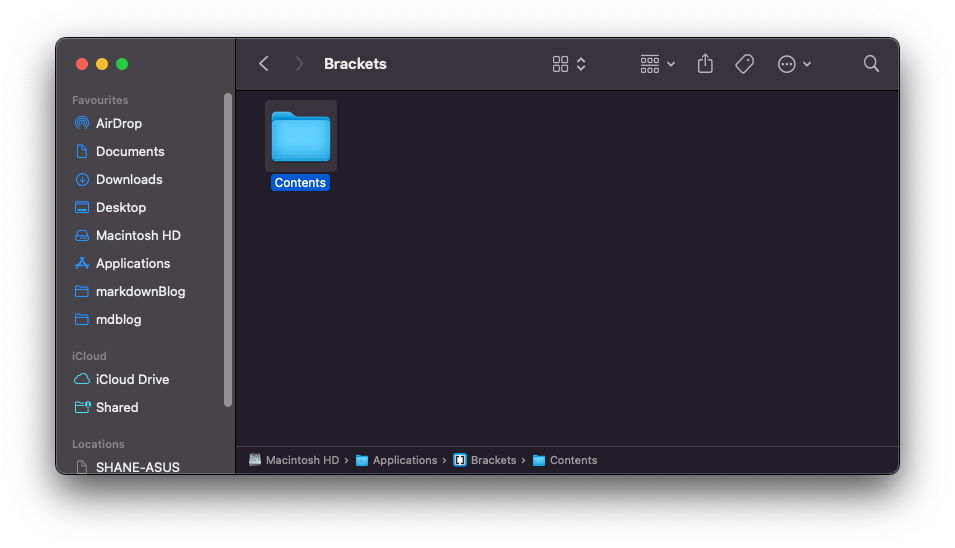 Brackets
Favourites
AirDrop
Documents
Downloads
Desktop
Macintosh HD
Applications
markdownBlog
mdblog
iCloud
iCloud Drive
Shared
Locations
SHANE-ASUS
Contents
Macintosh HD › Applications › Brackets › Contents